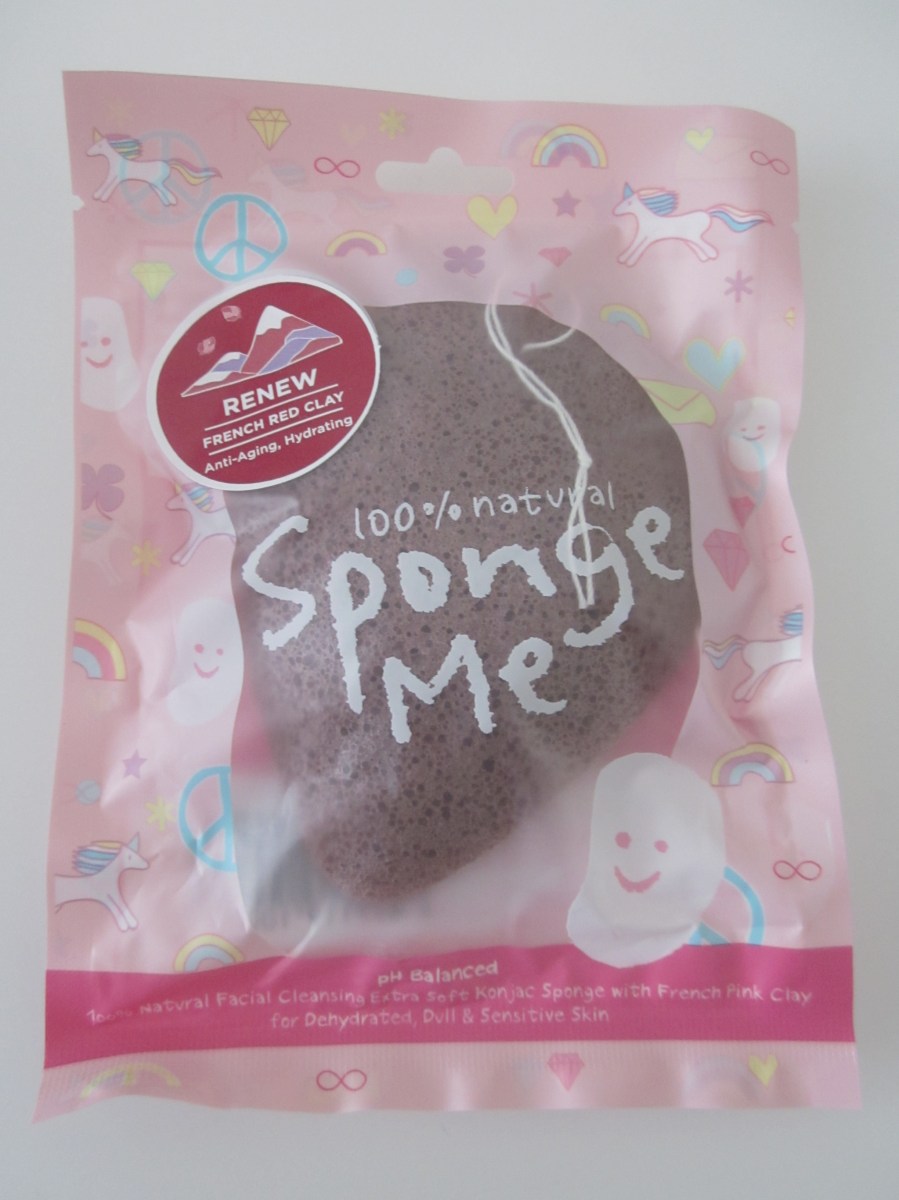 RENEW
FRENCH RED CLAY
Anti-Aging, Hydrating
100% natural
Sponge
Me
pH Balanced
100% Natural Facial Cleansing Extra Soft Konjac Sponge with French Pink Clay
for Dehydrated, Dull & Sensitive Skin